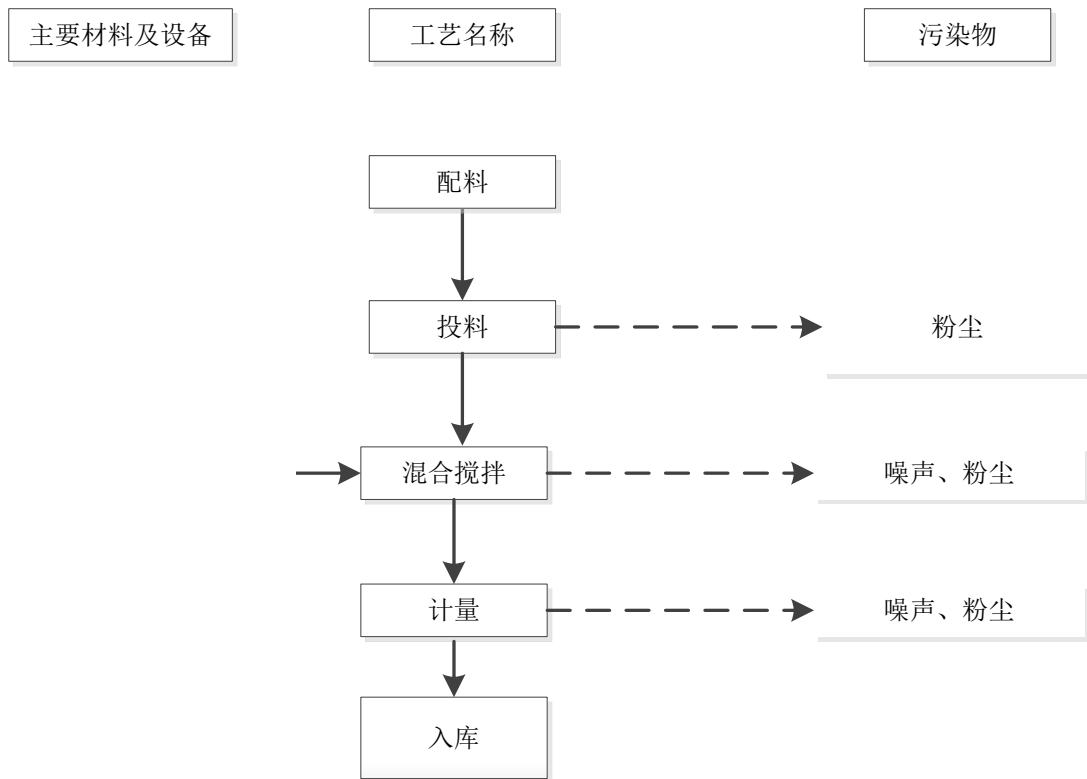 主要材料及设备
工艺名称
污染物
配料
投料
粉尘
混合搅拌
噪声、粉尘
计量
噪声、粉尘
入库